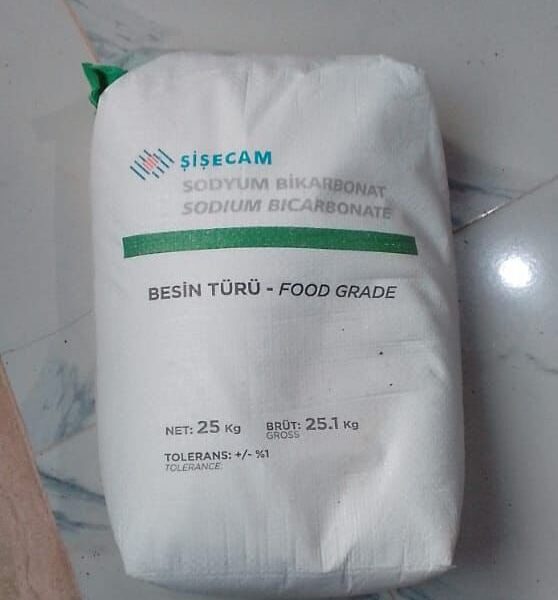 ŞİŞECAM
SODYUM BİKARBONAT
SODIUM BICARBONATE
BESİN TÜRÜ - FOOD GRADE
NET: 25 Kg BRÜT: 25.1 Kg
GROSS
TOLERANS: +/- %1
TOLERANCE: